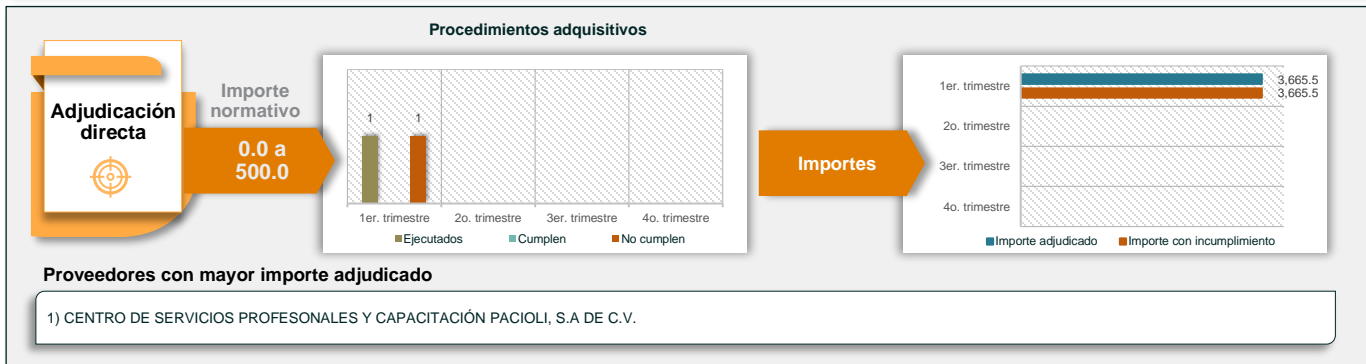 Procedimientos adquisitivos
Adjudicación
directa
Importe
normativo
0.0 a
500.0
1
1
1er. trimestre
2o. trimestre
3er. trimestre
4o. trimestre
Ejecutados
Cumplen
No cumplen
Importes
1er. trimestre
2o. trimestre
3er. trimestre
4o. trimestre
3,665.5
3,665.5
Importe adjudicado
Importe con incumplimiento
Proveedores con mayor importe adjudicado
1) CENTRO DE SERVICIOS PROFESIONALES Y CAPACITACIÓN PACIOLI, S.A DE C.V.